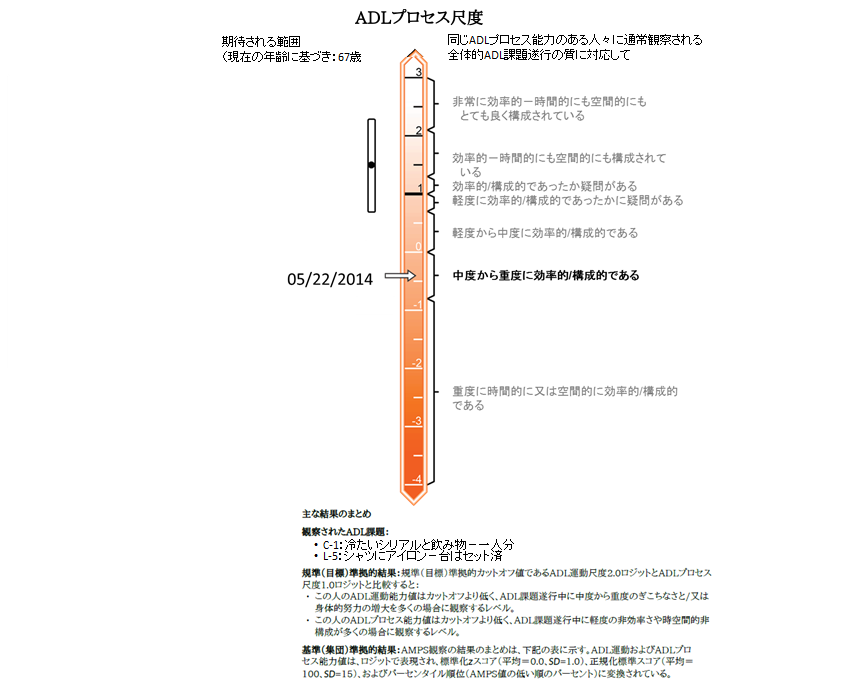 ADLプロセス尺度
期待される範囲
（現在の年齢に基づき：67歳
同じADLプロセス能力のある人々に通常観察される
全体的ADL課題遂行の質に対応して
3
非常に効率的－時間的にも空間的にも
とても良く構成されている
2
効率的－時間的にも空間的にも構成されて
いる
効率的/構成的であったか疑問がある
1
軽度に効率的/構成的であったかに疑問がある
軽度から中度に効率的/構成的である
0
05/22/2014
中度から重度に効率的/構成的である
-1
-2
重度に時間的に又は空間的に効率的/構成的
である
-3
-4
主な結果のまとめ
観察されたADL課題：
• C-1：冷たいシリアルと飲み物－一人分
• L-5：シャツにアイロン－台はセット済
規準（目標）準拠的結果：規準（目標）準拠的カットオフ値であるADL運動尺度2.0ロジットとADLプロセス
尺度1.0ロジットと比較すると：
・ この人のADL運動能力値はカットオフより低く、ADL課題遂行中に中度から重度のぎこちなさと/又は
身体的努力の増大を多くの場合に観察するレベル。
・ この人のADLプロセス能力値はカットオフより低く、ADL課題遂行中に軽度の非効率さや時空間的非
構成が多くの場合に観察するレベル。
基準（集団）準拠的結果：AMPS観察の結果のまとめは、下記の表に示す。ADL運動およびADLプロ
セス能力値は、ロジットで表現され、標準化zスコア（平均＝0.0、SD=1.0）、正規化標準スコア（平均＝
100、SD=15）、およびパーセンタイル順位（AMPS値の低い順のパーセント）に変換されている。